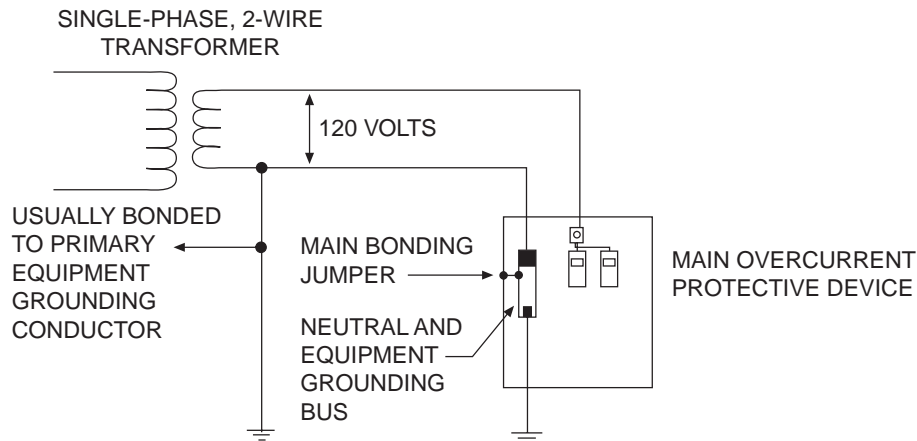 SINGLE-PHASE, 2-WIRE
TRANSFORMER
120 VOLTS
USUALLY BONDED
TO PRIMARY
EQUIPMENT
GROUNDING
CONDUCTOR
MAIN BONDING
JUMPER
NEUTRAL AND
EQUIPMENT
GROUNDING
BUS
MAIN OVERCURRENT
PROTECTIVE DEVICE